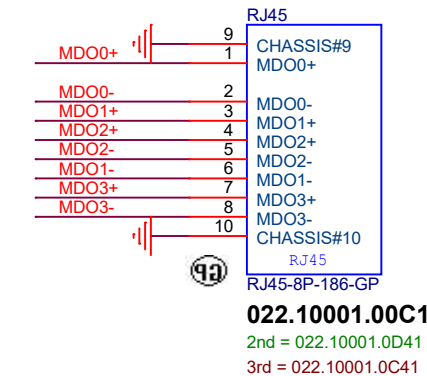 RJ45
9 CHASSIS#9
MDO0+ 1 MDO0+
MDO0- 2 MDO0-
MDO1+ 3 MDO1+
MDO2+ 4 MDO2+
MDO2- 5 MDO2-
MDO1- 6 MDO1-
MDO3+ 7 MDO3+
MDO3- 8 MDO3-
10 CHASSIS#10
RJ45
GP
RJ45-8P-186-GP
022.10001.00C1
2nd = 022.10001.0D41
3rd = 022.10001.0C41